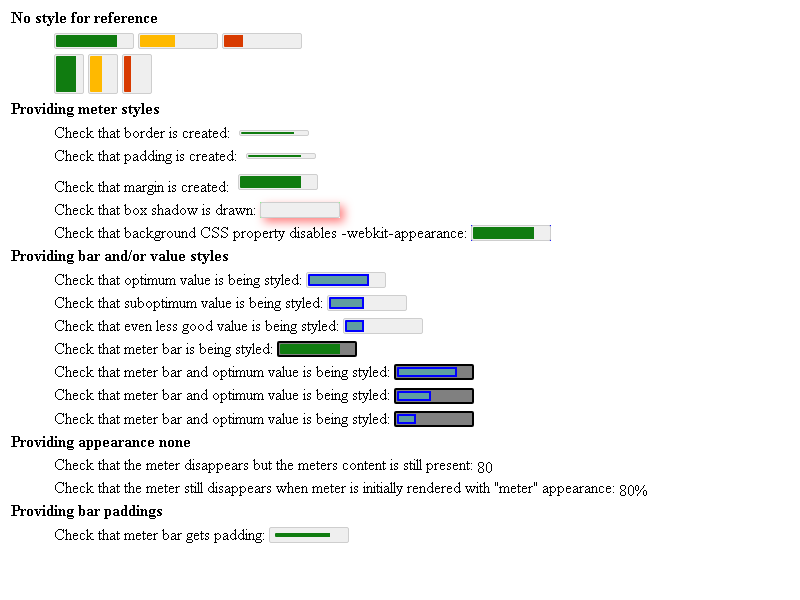 No style for reference
Providing meter styles
Check that border is created:
Check that padding is created:
Check that margin is created:
Check that box shadow is drawn:
Check that background CSS property disables -webkit-appearance:
Providing bar and/or value styles
Check that optimum value is being styled:
Check that suboptimum value is being styled:
Check that even less good value is being styled:
Check that meter bar is being styled:
Check that meter bar and optimum value is being styled:
Check that meter bar and optimum value is being styled:
Check that meter bar and optimum value is being styled:
Providing appearance none
Check that the meter disappears but the meters content is still present: 80
Check that the meter still disappears when meter is initially rendered with "meter" appearance: 80%
Providing bar paddings
Check that meter bar gets padding: